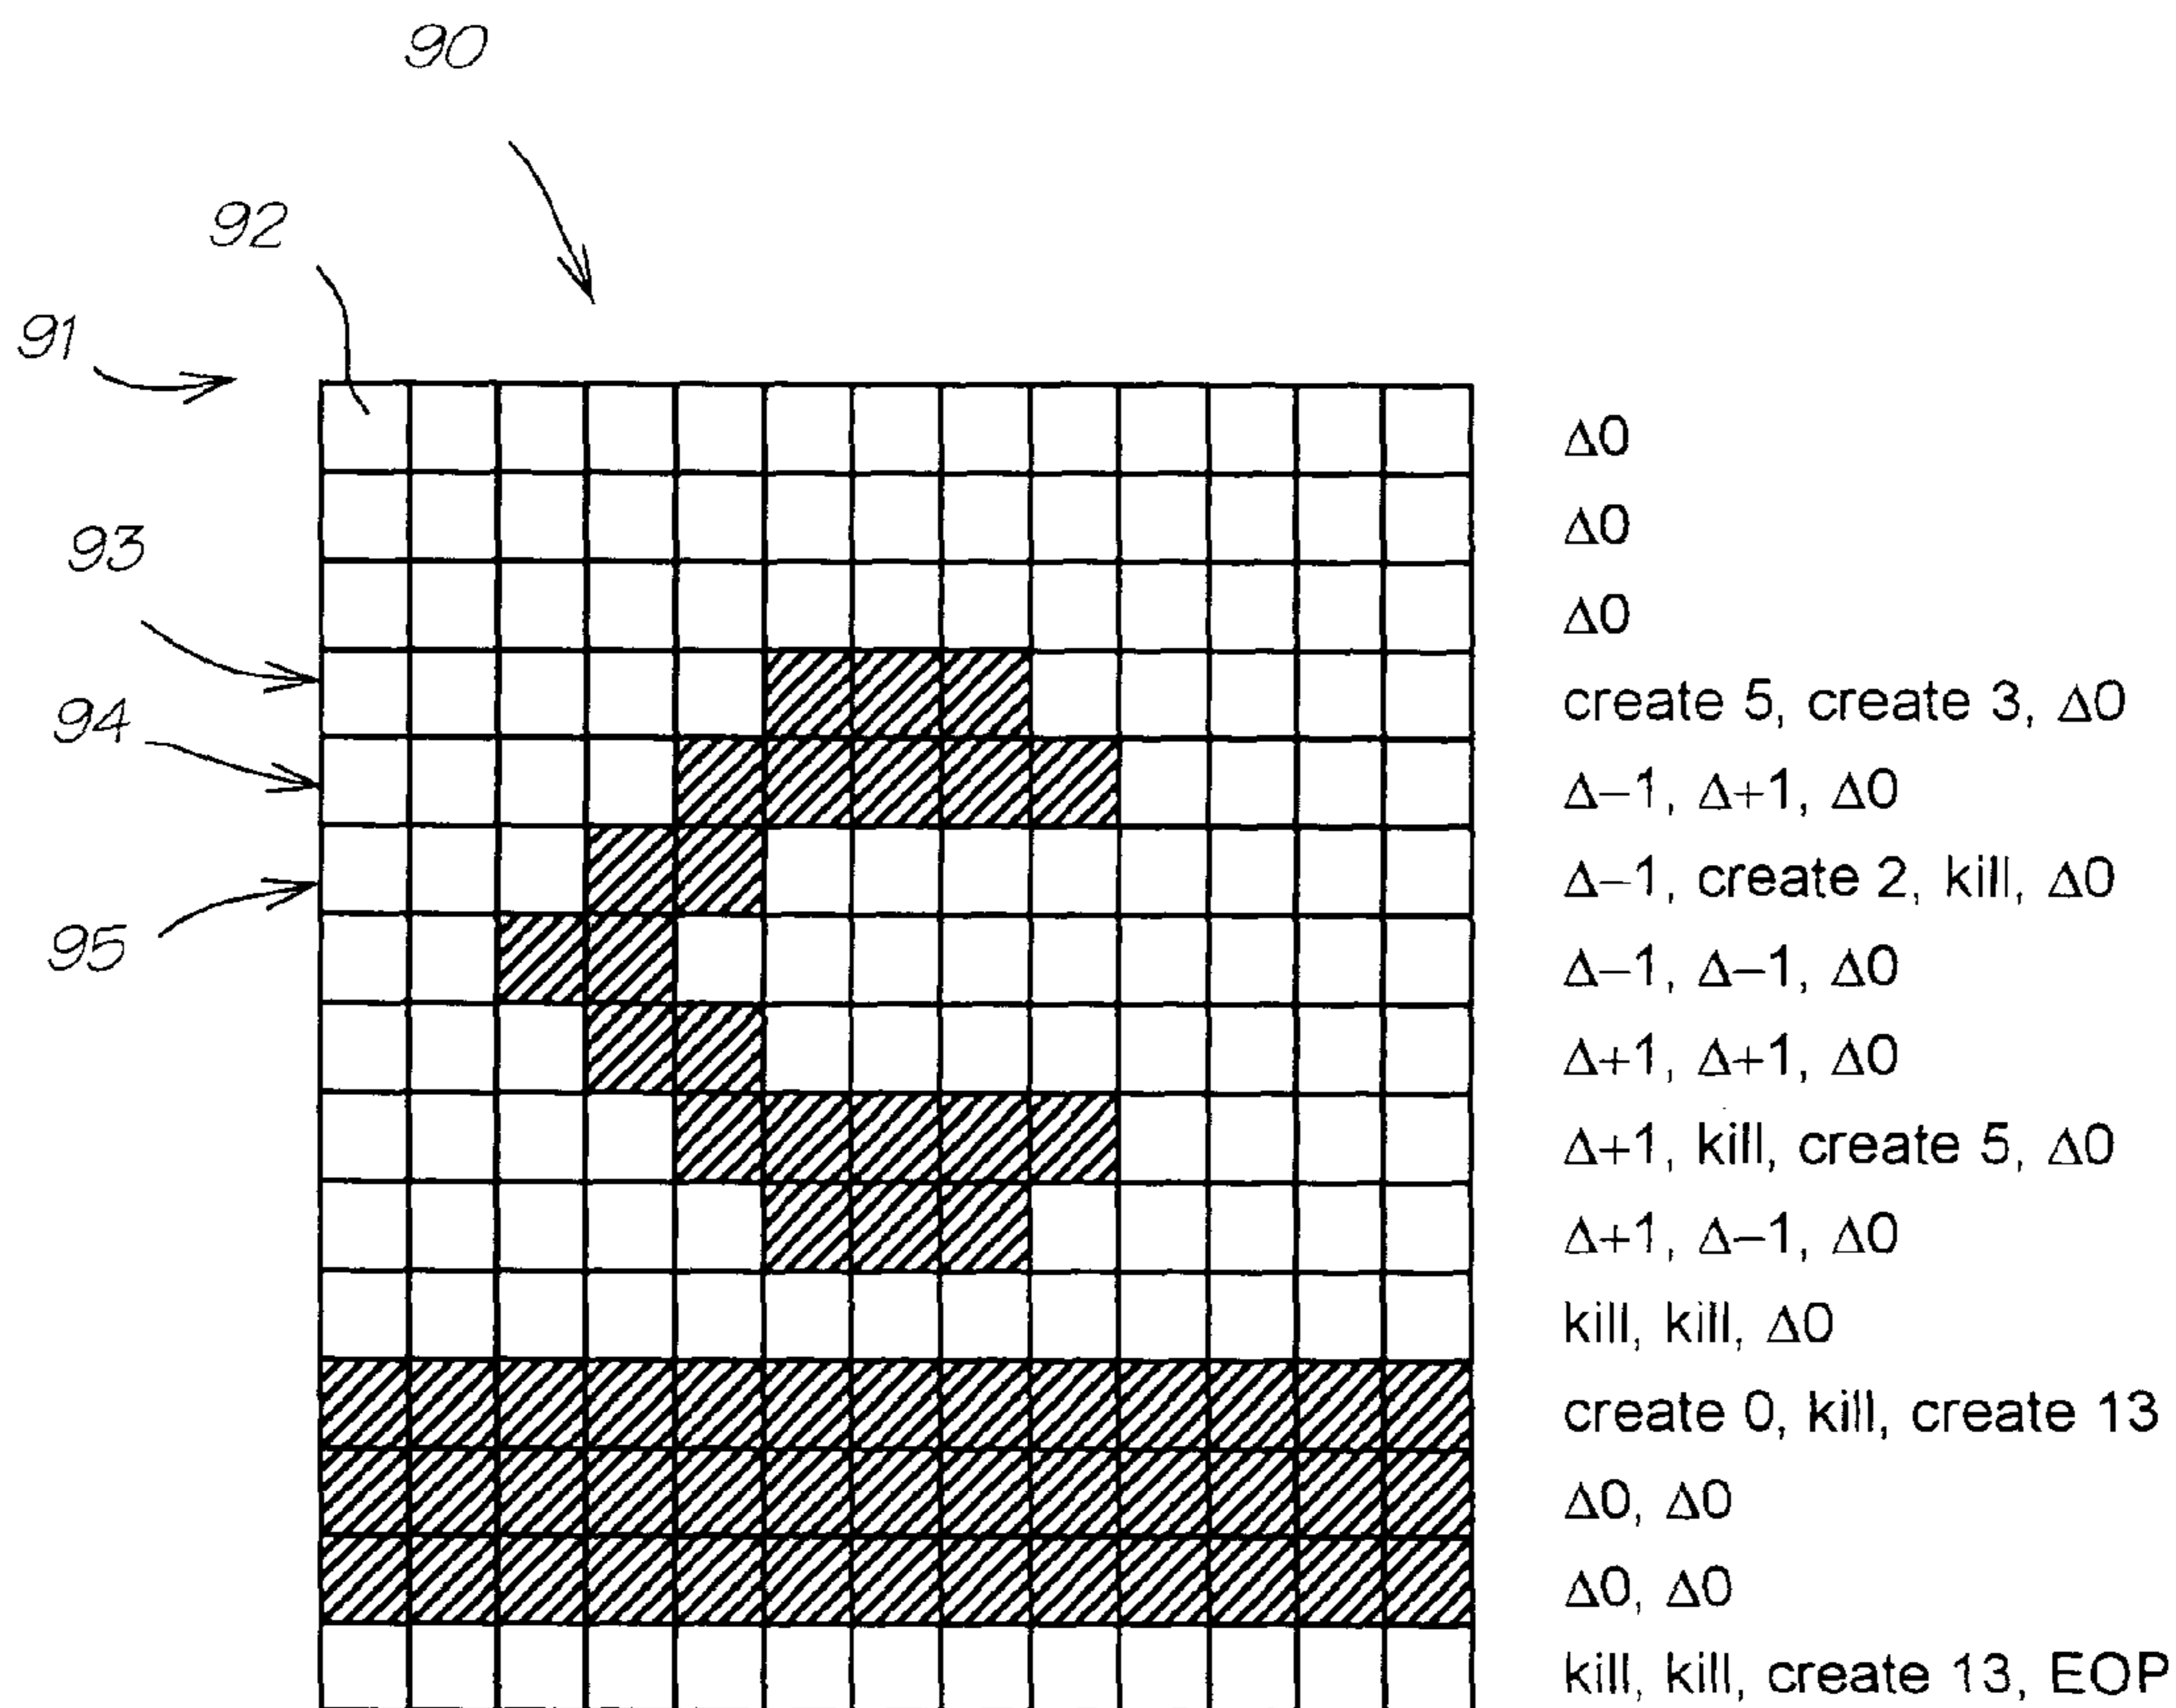 90
92
91
Δ0
Δ0
93
Δ0
create 5, create 3, Δ0
94
Δ−1, Δ+1, Δ0
Δ−1, create 2, kill, Δ0
95
Δ−1, Δ−1, Δ0
Δ+1, Δ+1, Δ0
Δ+1, kill, create 5, Δ0
Δ+1, Δ−1, Δ0
kill, kill, Δ0
create 0, kill, create 13
Δ0, Δ0
Δ0, Δ0
kill, kill, create 13, EOP